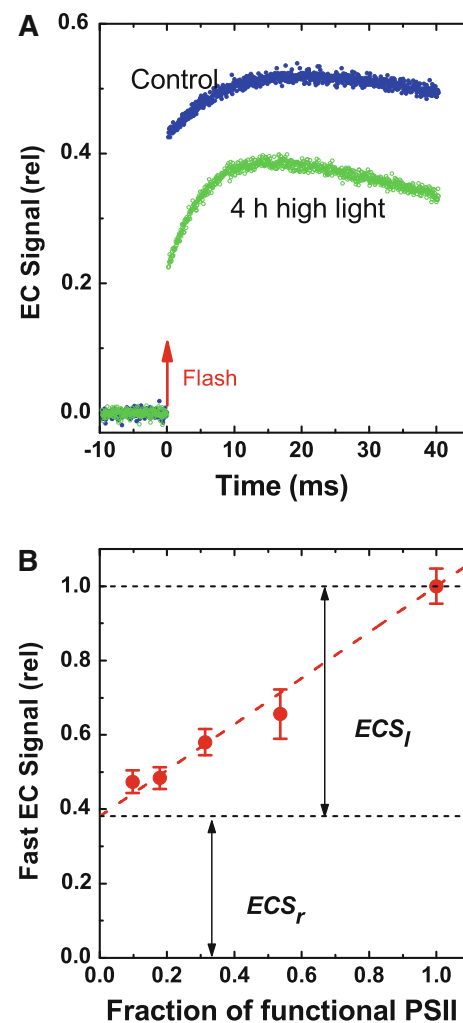 A
0.6
0.4
0.2
0.0
EC Signal (rel)
Control
4 h high light
Flash
-10 0 10 20 30 40
Time (ms)
B
1.0
0.8
0.6
0.4
0.2
0.0
Fast EC Signal (rel)
ECSl
ECSr
0.0 0.2 0.4 0.6 0.8 1.0
Fraction of functional PSII